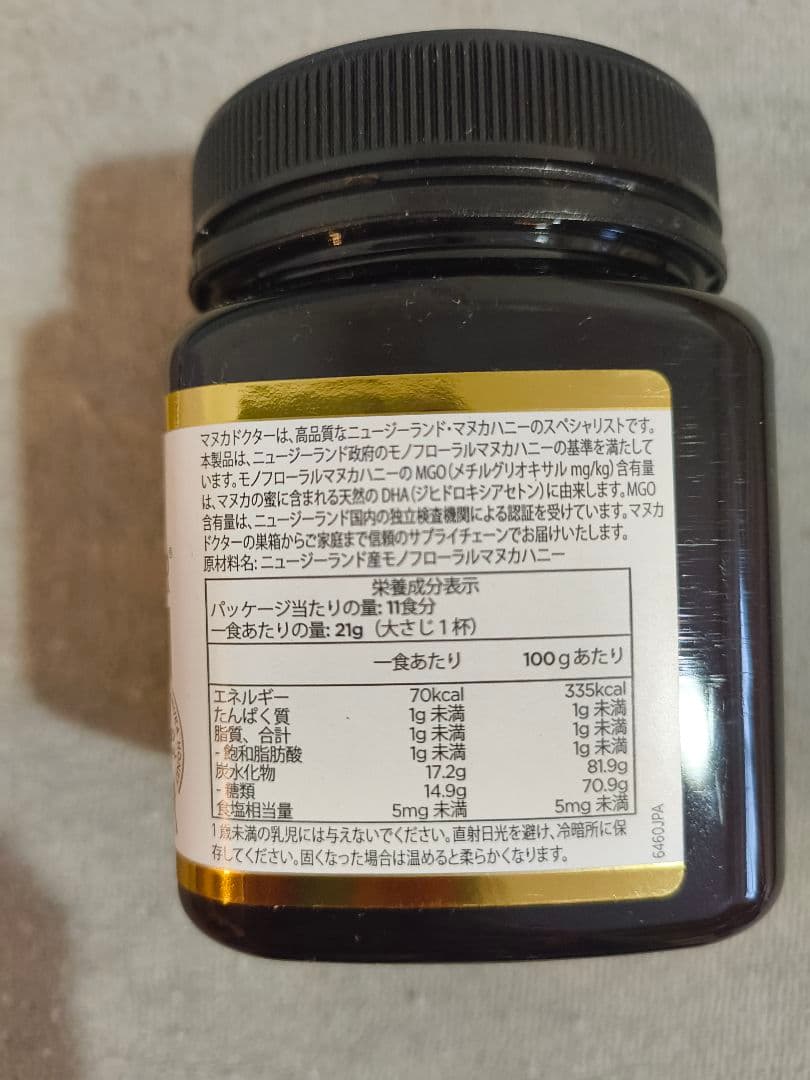 マヌカドクターは、高品質なニュージーランド・マヌカハニーのスペシャリストです。
本製品は、ニュージーランド政府のモノフローラルマヌカハニーの基準を満たして
います。モノフローラルマヌカハニーの MGO(メチルグリオキサル mg/kg)含有量
は、マヌカの蜜に含まれる天然の DHA(ジヒドロキシアセトン)に由来します。MGO
含有量は、ニュージーランド国内の独立検査機関による認証を受けています。マヌカ
ドクターの巣箱からご家庭まで信頼のサプライチェーンでお届けいたします。
原材料名: ニュージーランド産モノフローラルマヌカハニー
栄養成分表示
パッケージ当たりの量: 11食分
一食あたりの量: 21g (大さじ1杯)
一食あたり 100gあたり
エネルギー 70kcal 335kcal
たんぱく質 1g 未満 1g 未満
脂質、合計 1g 未満 1g 未満
- 飽和脂肪酸 1g 未満 1g 未満
炭水化物 17.2g 81.9g
- 糖類 14.9g 70.9g
食塩相当量 5mg 未満 5mg 未満
1歳未満の乳児には与えないでください。直射日光を避け、冷暗所に保
存してください。固くなった場合は温めると柔らかくなります。
6460JPA